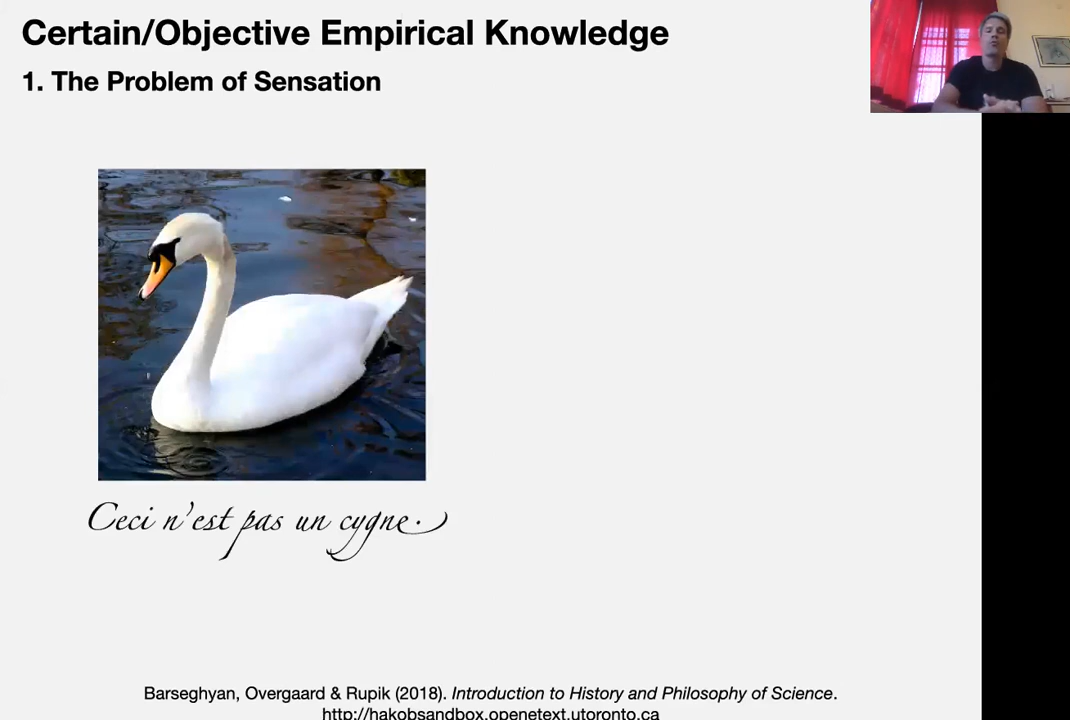 Certain/Objective Empirical Knowledge
1. The Problem of Sensation
Ceci n'est pas un cygne.
Barseghyan, Overgaard & Rupik (2018). Introduction to History and Philosophy of Science.
http://hakobsandbox.openetext.utoronto.ca